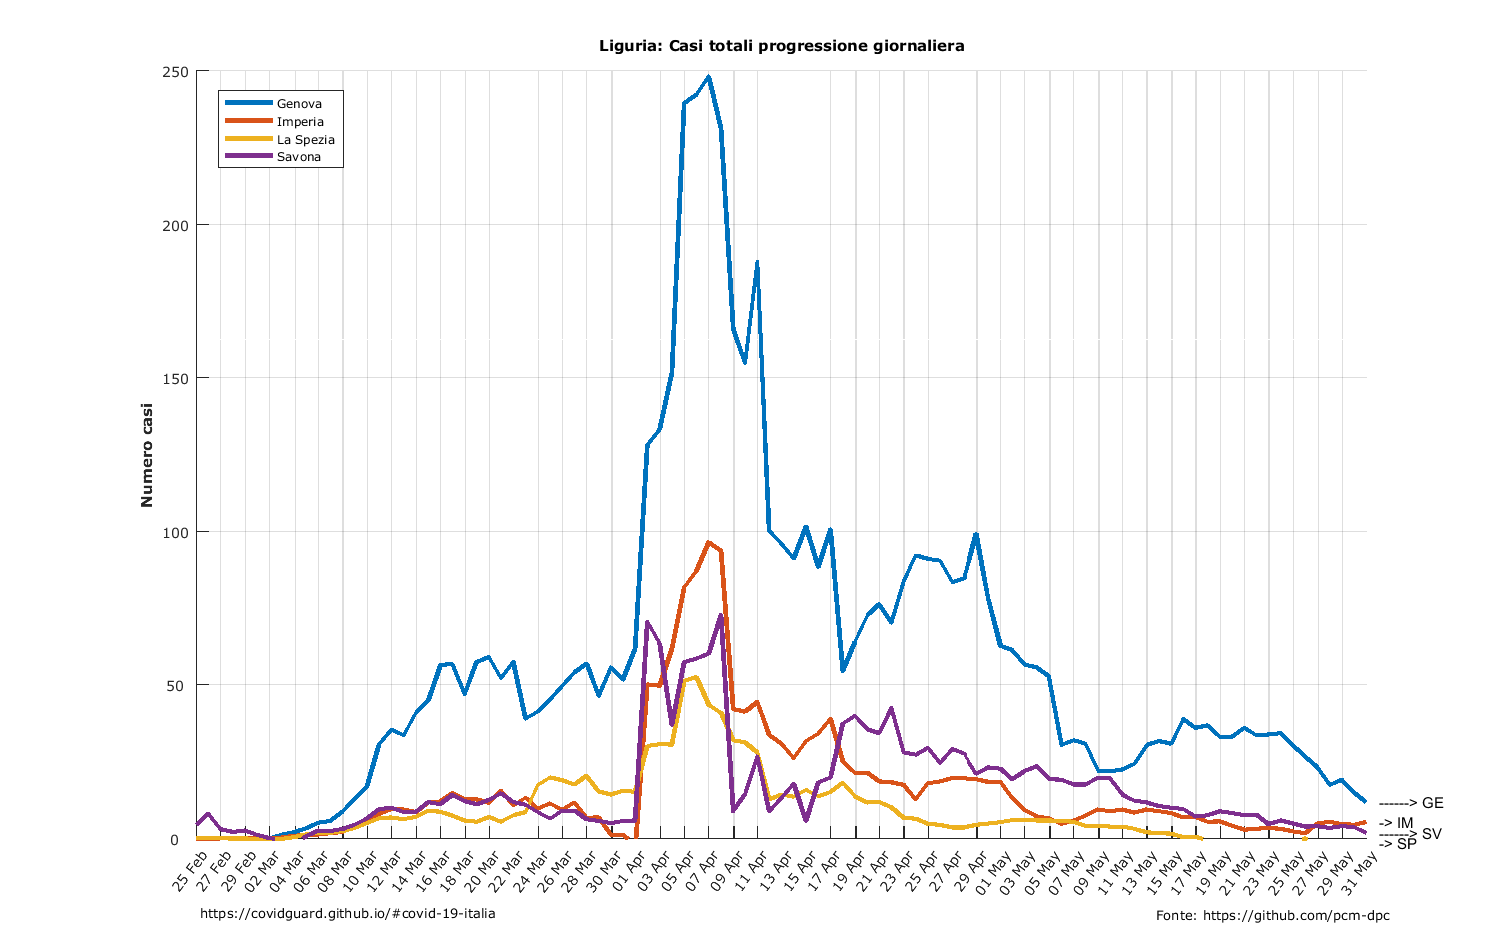 Liguria: Casi totali progressione giornaliera
Numero casi
250
200
150
100
50
0
Genova
Imperia
La Spezia
Savona
------> GE
-> IM
------> SV
-> SP
25 Feb
27 Feb
29 Feb
02 Mar
04 Mar
06 Mar
08 Mar
10 Mar
12 Mar
14 Mar
16 Mar
18 Mar
20 Mar
22 Mar
24 Mar
26 Mar
28 Mar
30 Mar
01 Apr
03 Apr
05 Apr
07 Apr
09 Apr
11 Apr
13 Apr
15 Apr
17 Apr
19 Apr
21 Apr
23 Apr
25 Apr
27 Apr
29 Apr
01 May
03 May
05 May
07 May
09 May
11 May
13 May
15 May
17 May
19 May
21 May
23 May
25 May
27 May
29 May
31 May
https://covidguard.github.io/#covid-19-italia
Fonte: https://github.com/pcm-dpc